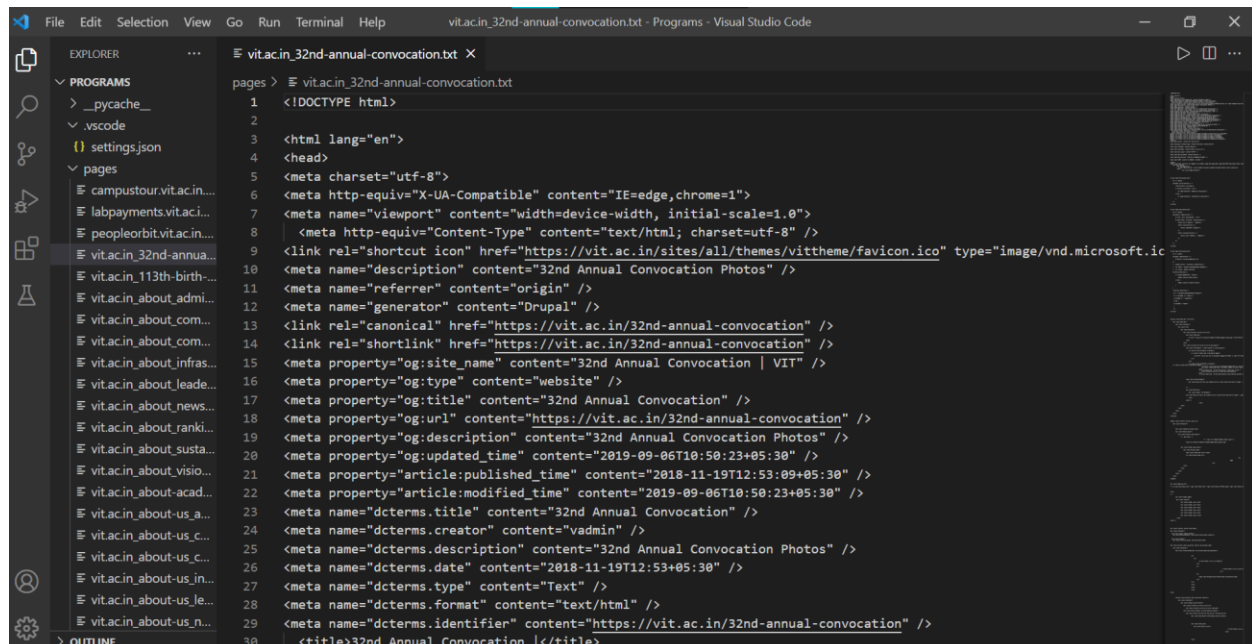 File Edit Selection View Go Run Terminal Help vit.ac.in_32nd-annual-convocation.txt - Programs - Visual Studio Code
EXPLORER ...
PROGRAMS
__pycache__
.vscode
{} settings.json
pages
campustour.vit.ac.in....
labpayments.vit.ac.i...
peopleorbit.vit.ac.in....
vit.ac.in_32nd-annua...
vit.ac.in_113th-birth-...
vit.ac.in_about_admi...
vit.ac.in_about_com...
vit.ac.in_about_com...
vit.ac.in_about_infras...
vit.ac.in_about_leade...
vit.ac.in_about_news...
vit.ac.in_about_ranki...
vit.ac.in_about_susta...
vit.ac.in_about_visio...
vit.ac.in_about-acad...
vit.ac.in_about-us_a...
vit.ac.in_about-us_c...
vit.ac.in_about-us_c...
vit.ac.in_about-us_in...
vit.ac.in_about-us_le...
vit.ac.in_about-us_n...
OUTLINE
vit.ac.in_32nd-annual-convocation.txt
pages > vit.ac.in_32nd-annual-convocation.txt
1 <!DOCTYPE html>
2
3 <html lang="en">
4 <head>
5 <meta charset="utf-8">
6 <meta http-equiv="X-UA-Compatible" content="IE=edge,chrome=1">
7 <meta name="viewport" content="width=device-width, initial-scale=1.0">
8 <meta http-equiv="Content-Type" content="text/html; charset=utf-8" />
9 <link rel="shortcut icon" href="https://vit.ac.in/sites/all/themes/vittheme/favicon.ico" type="image/vnd.microsoft.ic
10 <meta name="description" content="32nd Annual Convocation Photos" />
11 <meta name="referrer" content="origin" />
12 <meta name="generator" content="Drupal" />
13 <link rel="canonical" href="https://vit.ac.in/32nd-annual-convocation" />
14 <link rel="shortlink" href="https://vit.ac.in/32nd-annual-convocation" />
15 <meta property="og:site_name" content="32nd Annual Convocation | VIT" />
16 <meta property="og:type" content="website" />
17 <meta property="og:title" content="32nd Annual Convocation" />
18 <meta property="og:url" content="https://vit.ac.in/32nd-annual-convocation" />
19 <meta property="og:description" content="32nd Annual Convocation Photos" />
20 <meta property="og:updated_time" content="2019-09-06T10:50:23+05:30" />
21 <meta property="article:published_time" content="2018-11-19T12:53:09+05:30" />
22 <meta property="article:modified_time" content="2019-09-06T10:50:23+05:30" />
23 <meta name="dcterms.title" content="32nd Annual Convocation" />
24 <meta name="dcterms.creator" content="vadmin" />
25 <meta name="dcterms.description" content="32nd Annual Convocation Photos" />
26 <meta name="dcterms.date" content="2018-11-19T12:53+05:30" />
27 <meta name="dcterms.type" content="Text" />
28 <meta name="dcterms.format" content="text/html" />
29 <meta name="dcterms.identifier" content="https://vit.ac.in/32nd-annual-convocation" />
30 <title>32nd Annual Convocation |</title>